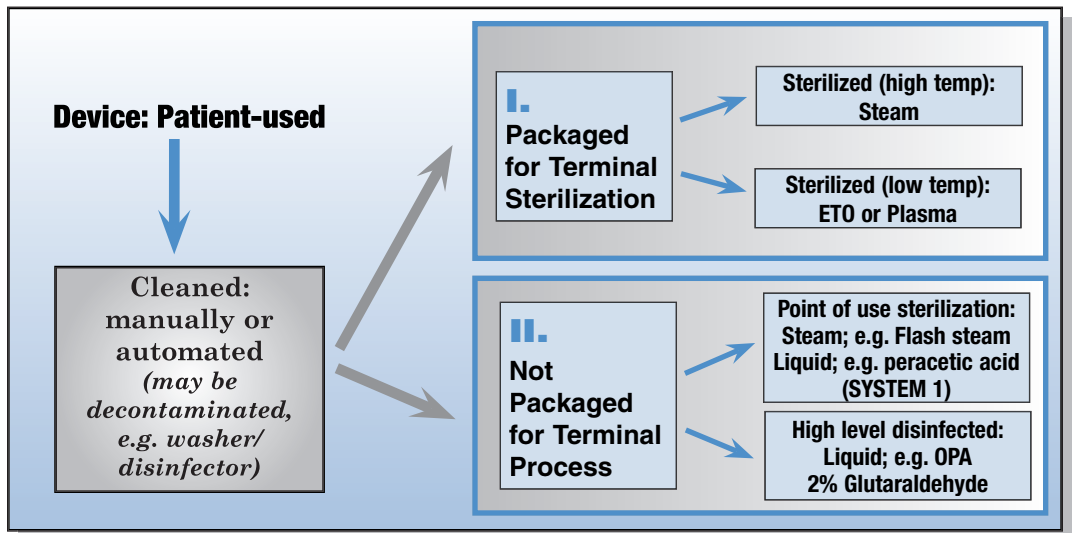 Device: Patient-used
Cleaned:
manually or
automated
(may be
decontaminated,
e.g. washer/
disinfector)
I.
Packaged
for Terminal
Sterilization
Sterilized (high temp):
Steam
Sterilized (low temp):
ETO or Plasma
II.
Not
Packaged
for Terminal
Process
Point of use sterilization:
Steam; e.g. Flash steam
Liquid; e.g. peracetic acid
(SYSTEM 1)
High level disinfected:
Liquid; e.g. OPA
2% Glutaraldehyde